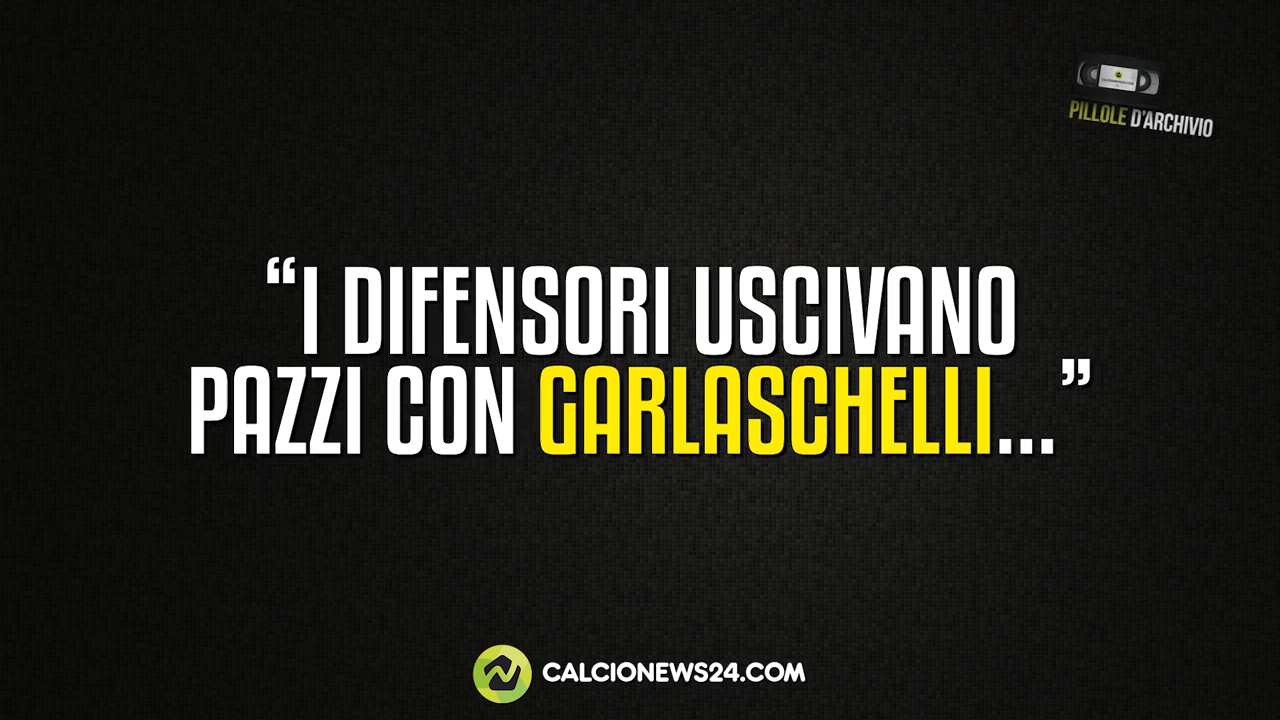 PILLOLE D'ARCHIVIO
“I DIFENSORI USCIVANO
PAZZI CON GARLASCHELLI...”
CALCIONEWS24.COM